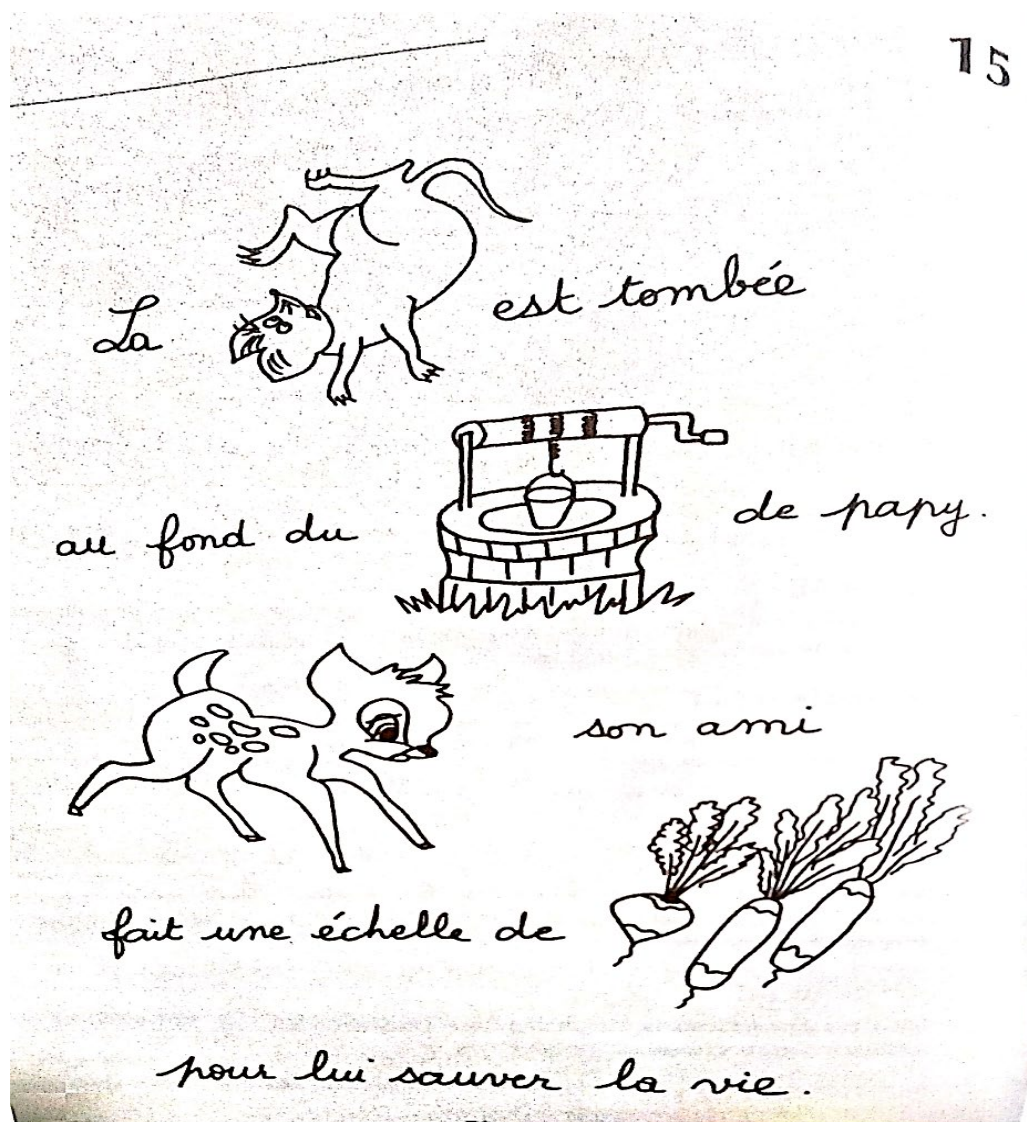 15
La est tombée
au fond du de papy.
son ami
fait une échelle de
pour lui sauver la vie.